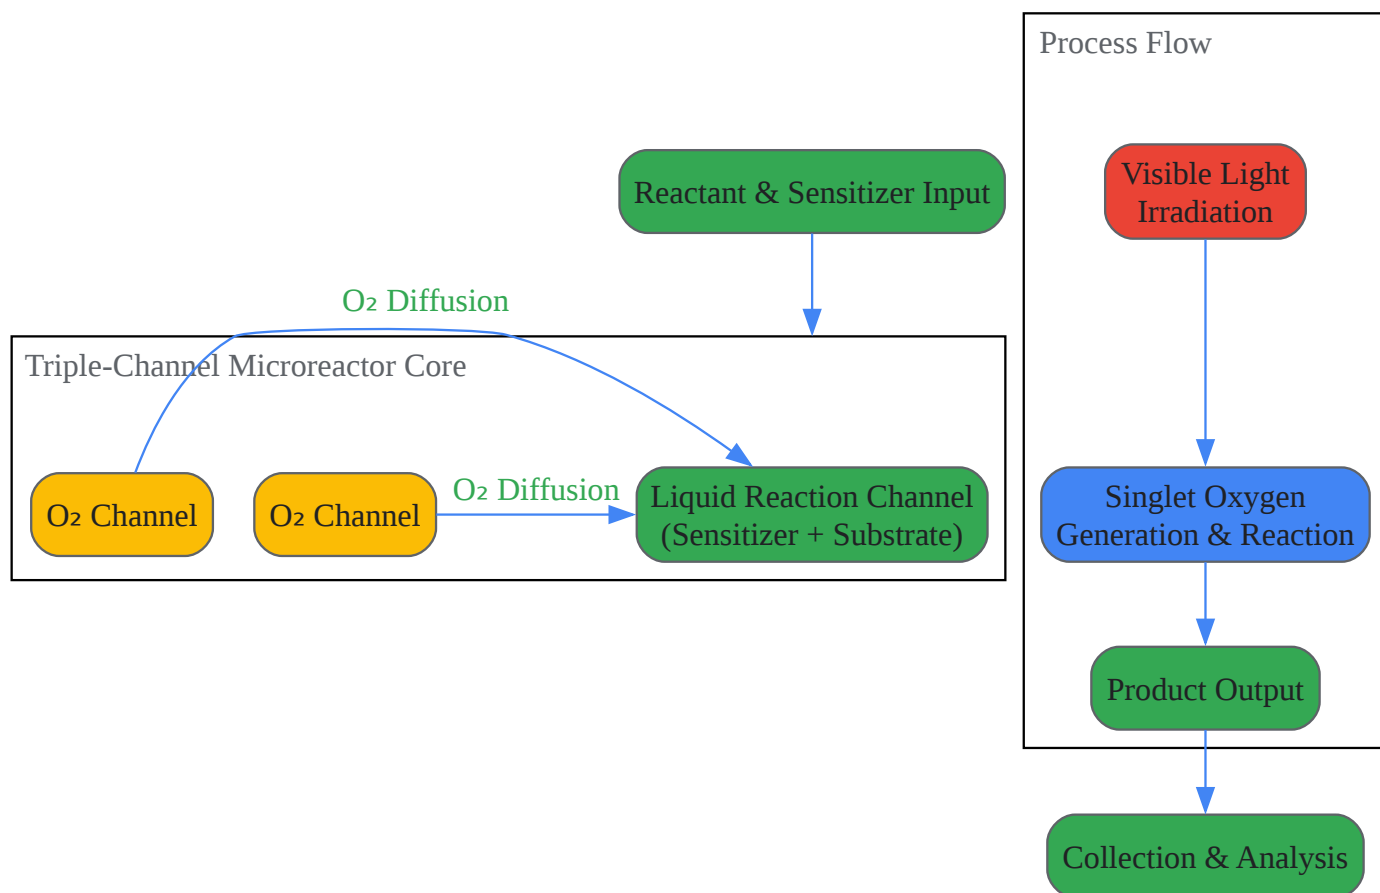 Process Flow
Visible Light
Irradiation
Reactant & Sensitizer Input
O₂ Diffusion
Triple-Channel Microreactor Core
O₂ Channel
O₂ Channel
O₂ Diffusion
Liquid Reaction Channel
(Sensitizer + Substrate)
Singlet Oxygen
Generation & Reaction
Product Output
Collection & Analysis